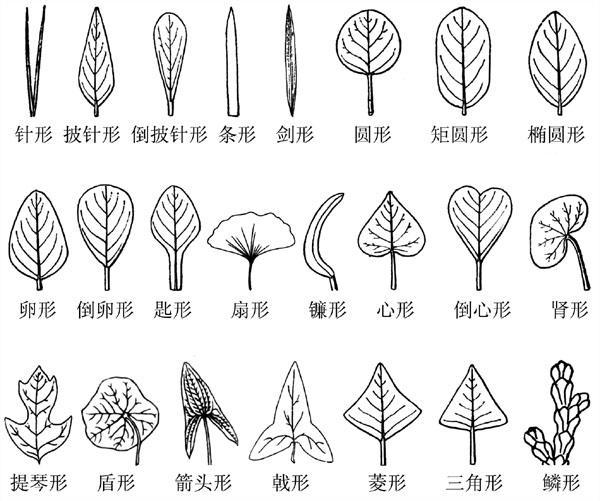 针形 披针形 倒披针形 条形 剑形 圆形 矩圆形 椭圆形
卵形 倒卵形 匙形 扇形 镰形 心形 倒心形 肾形
提琴形 盾形 箭头形 戟形 菱形 三角形 鳞形